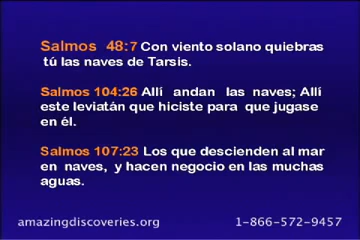 Salmos 48:7 Con viento solano quiebras
tú las naves de Tarsis.
Salmos 104:26 Allí andan las naves; Allí
este leviatán que hiciste para que jugase
en él.
Salmos 107:23 Los que descienden al mar
en naves, y hacen negocio en las muchas
aguas.
amazingdiscoveries.org 1-866-572-9457